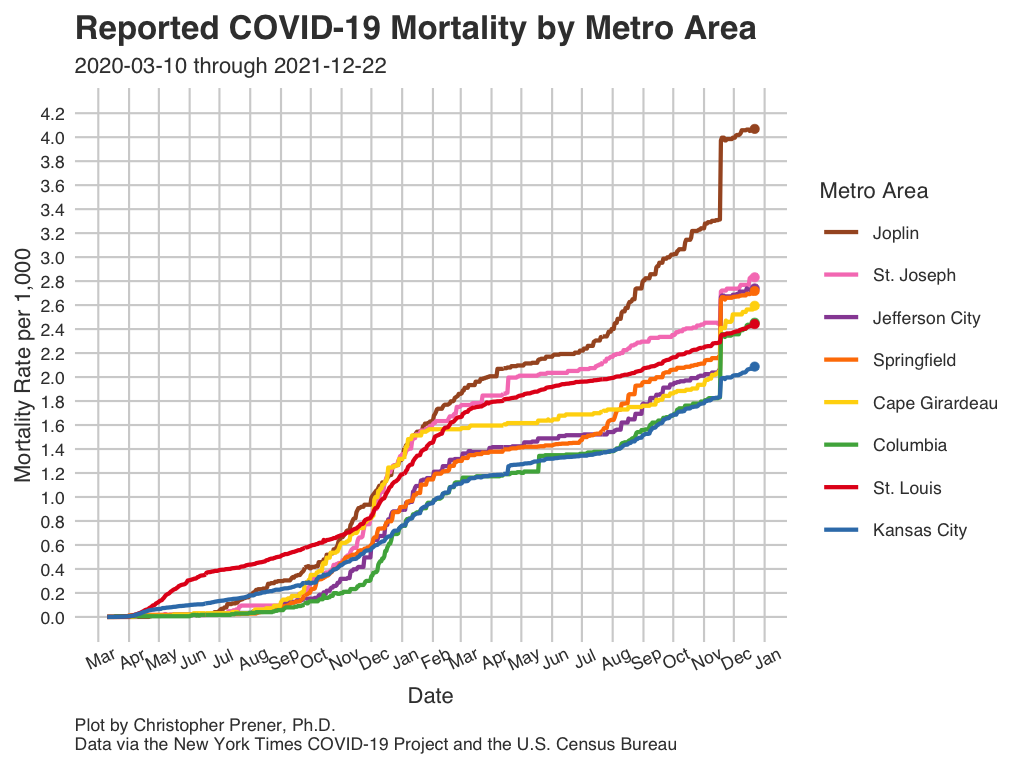 Reported COVID-19 Mortality by Metro Area
2020-03-10 through 2021-12-22
Mortality Rate per 1,000
4.2
4.0
3.8
3.6
3.4
3.2
3.0
2.8
2.6
2.4
2.2
2.0
1.8
1.6
1.4
1.2
1.0
0.8
0.6
0.4
0.2
0.0
Mar Apr May Jun Jul Aug Sep Oct Nov Dec Jan Feb Mar Apr May Jun Jul Aug Sep Oct Nov Dec Jan
Date
Metro Area
Joplin
St. Joseph
Jefferson City
Springfield
Cape Girardeau
Columbia
St. Louis
Kansas City
Plot by Christopher Prener, Ph.D.
Data via the New York Times COVID-19 Project and the U.S. Census Bureau